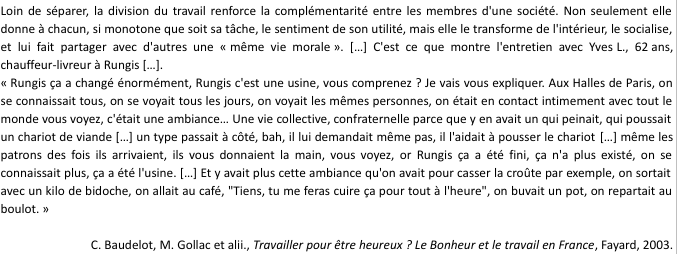 Loin de séparer, la division du travail renforce la complémentarité entre les membres d'une société. Non seulement elle
donne à chacun, si monotone que soit sa tâche, le sentiment de son utilité, mais elle le transforme de l'intérieur, le socialise,
et lui fait partager avec d'autres une « même vie morale ». [...] C'est ce que montre l'entretien avec Yves L., 62 ans,
chauffeur-livreur à Rungis [...].
« Rungis ça a changé énormément, Rungis c'est une usine, vous comprenez ? Je vais vous expliquer. Aux Halles de Paris, on
se connaissait tous, on se voyait tous les jours, on voyait les mêmes personnes, on était en contact intimement avec tout le
monde vous voyez, c'était une ambiance... Une vie collective, confraternelle parce que y en avait un qui peinait, qui poussait
un chariot de viande [...] un type passait à côté, bah, il lui demandait même pas, il l'aidait à pousser le chariot [...] même les
patrons des fois ils arrivaient, ils vous donnaient la main, vous voyez, or Rungis ça a été fini, ça n'a plus existé, on se
connaissait plus, ça a été l'usine. [...] Et y avait plus cette ambiance qu'on avait pour casser la croûte par exemple, on sortait
avec un kilo de bidoche, on allait au café, "Tiens, tu me feras cuire ça pour tout à l'heure", on buvait un pot, on repartait au
boulot. »
C. Baudelot, M. Gollac et alii., Travailler pour être heureux ? Le Bonheur et le travail en France, Fayard, 2003.